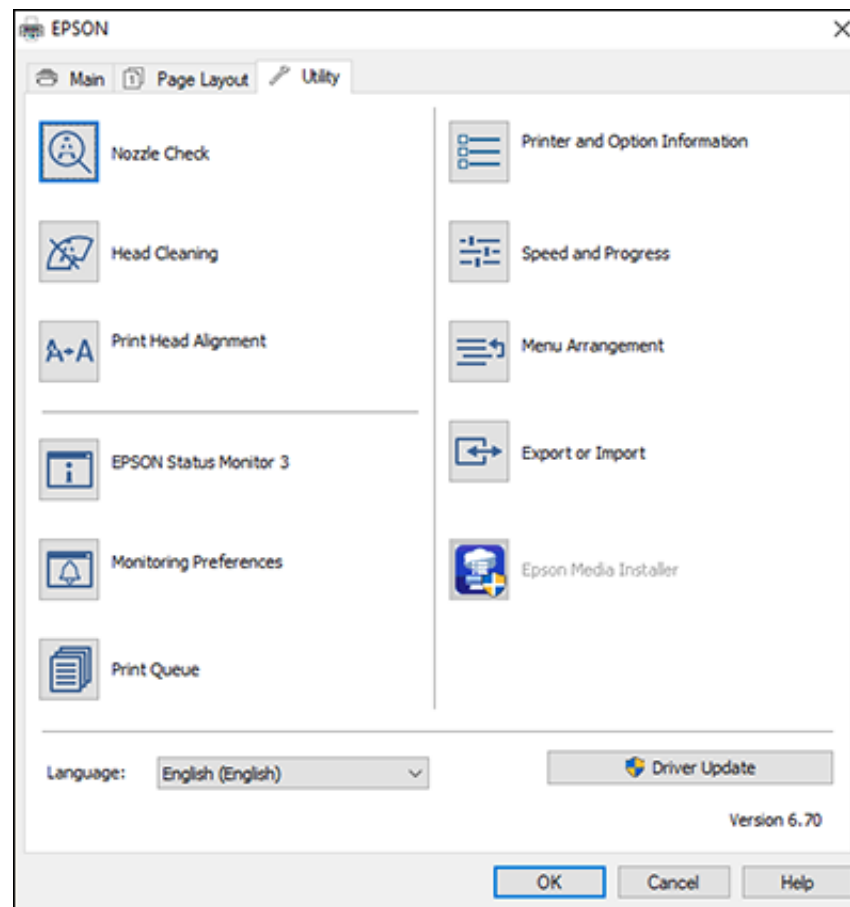 EPSON
Main
Page Layout
Utility
Nozzle Check
Head Cleaning
Print Head Alignment
EPSON Status Monitor 3
Monitoring Preferences
Print Queue
Printer and Option Information
Speed and Progress
Menu Arrangement
Export or Import
Epson Media Installer
Language:
English (English)
Driver Update
Version 6.70
OK
Cancel
Help